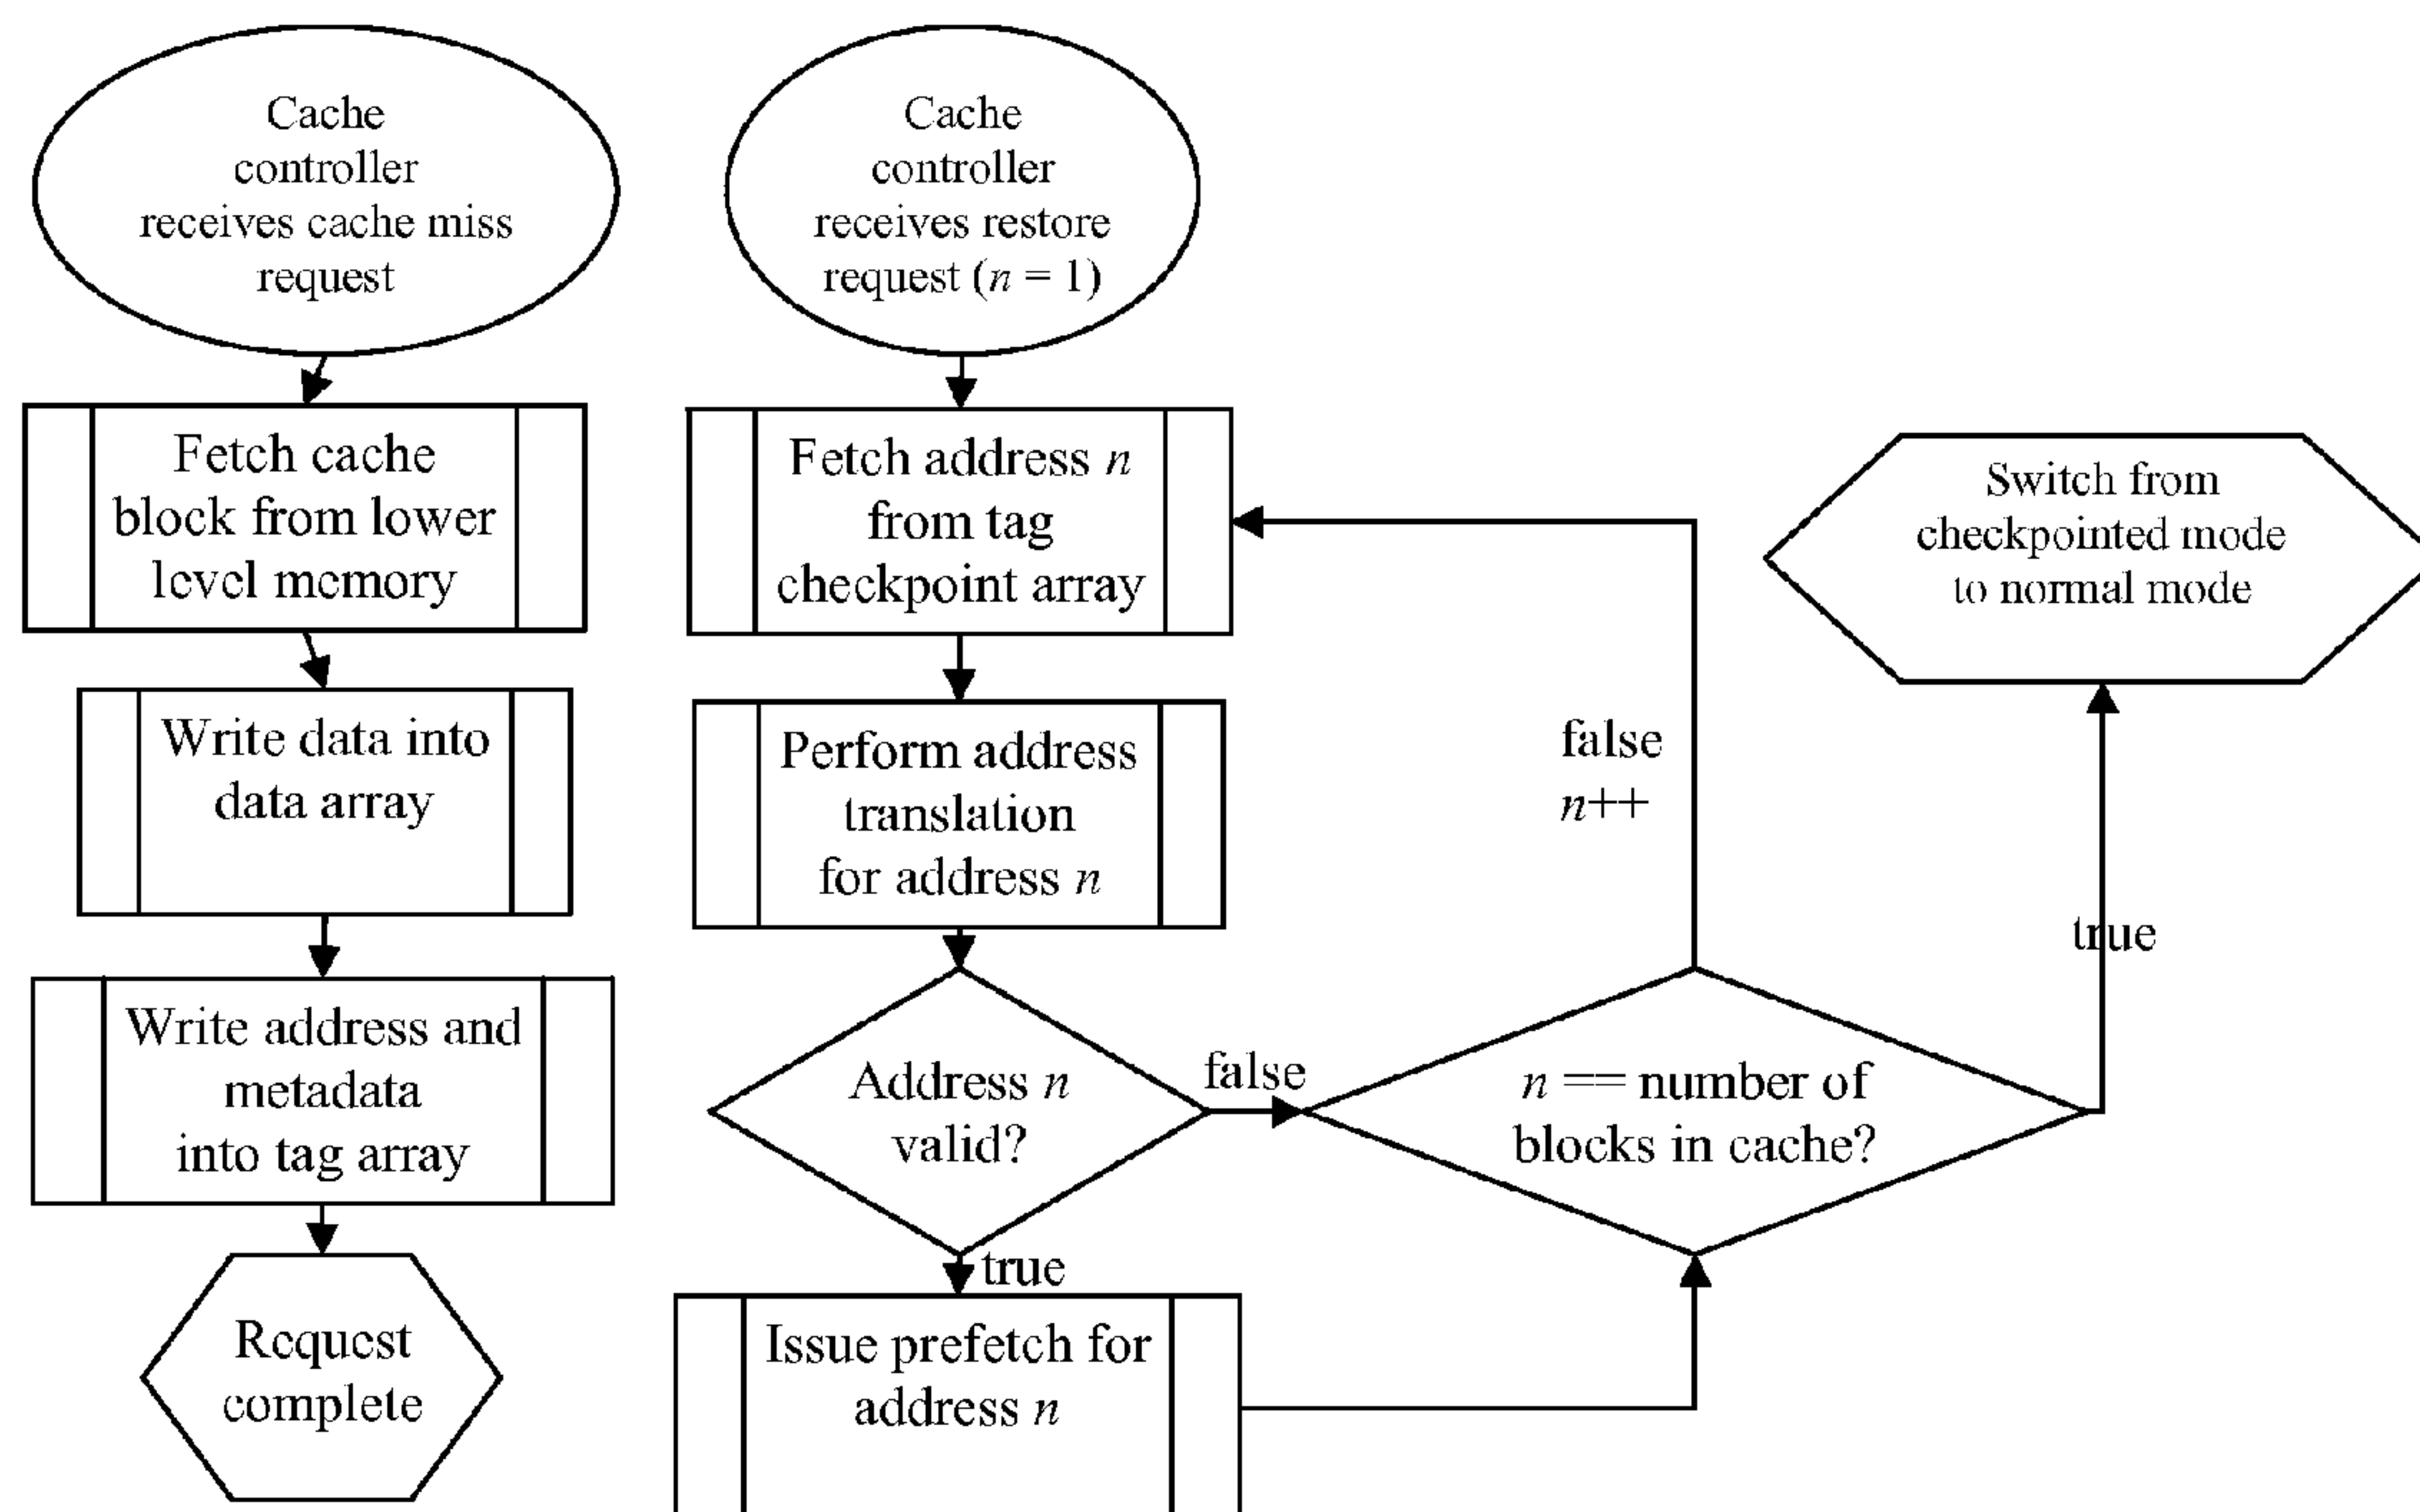 Cache
controller
receives cache miss
request
Fetch cache
block from lower
level memory
Write data into
data array
Write address and
metadata
into tag array
Request
complete
Cache
controller
receives restore
request (n = 1)
Fetch address n
from tag
checkpoint array
Perform address
translation
for address n
Address n
valid?
false
true
Issue prefetch for
address n
n == number of
blocks in cache?
false
n++
true
Switch from
checkpointed mode
to normal mode